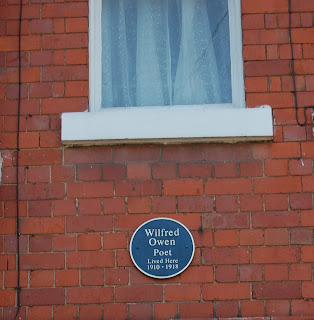 Wilfred
Owen
Poet
Lived Here
1910 - 1918